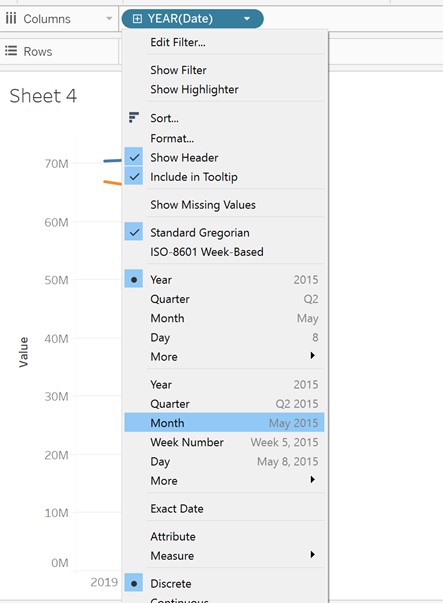 Columns
YEAR(Date)
Rows
Sheet 4
Edit Filter...
Show Filter
Show Highlighter
Sort...
Format...
Show Header
Include in Tooltip
Show Missing Values
Standard Gregorian
ISO-8601 Week-Based
Year 2015
Quarter Q2
Month May
Day 8
More
Year 2015
Quarter Q2 2015
Month May 2015
Week Number Week 5, 2015
Day May 8, 2015
More
Exact Date
Attribute
Measure
Discrete
Continuous
70M
60M
50M
40M
30M
20M
10M
0M
Value
2019